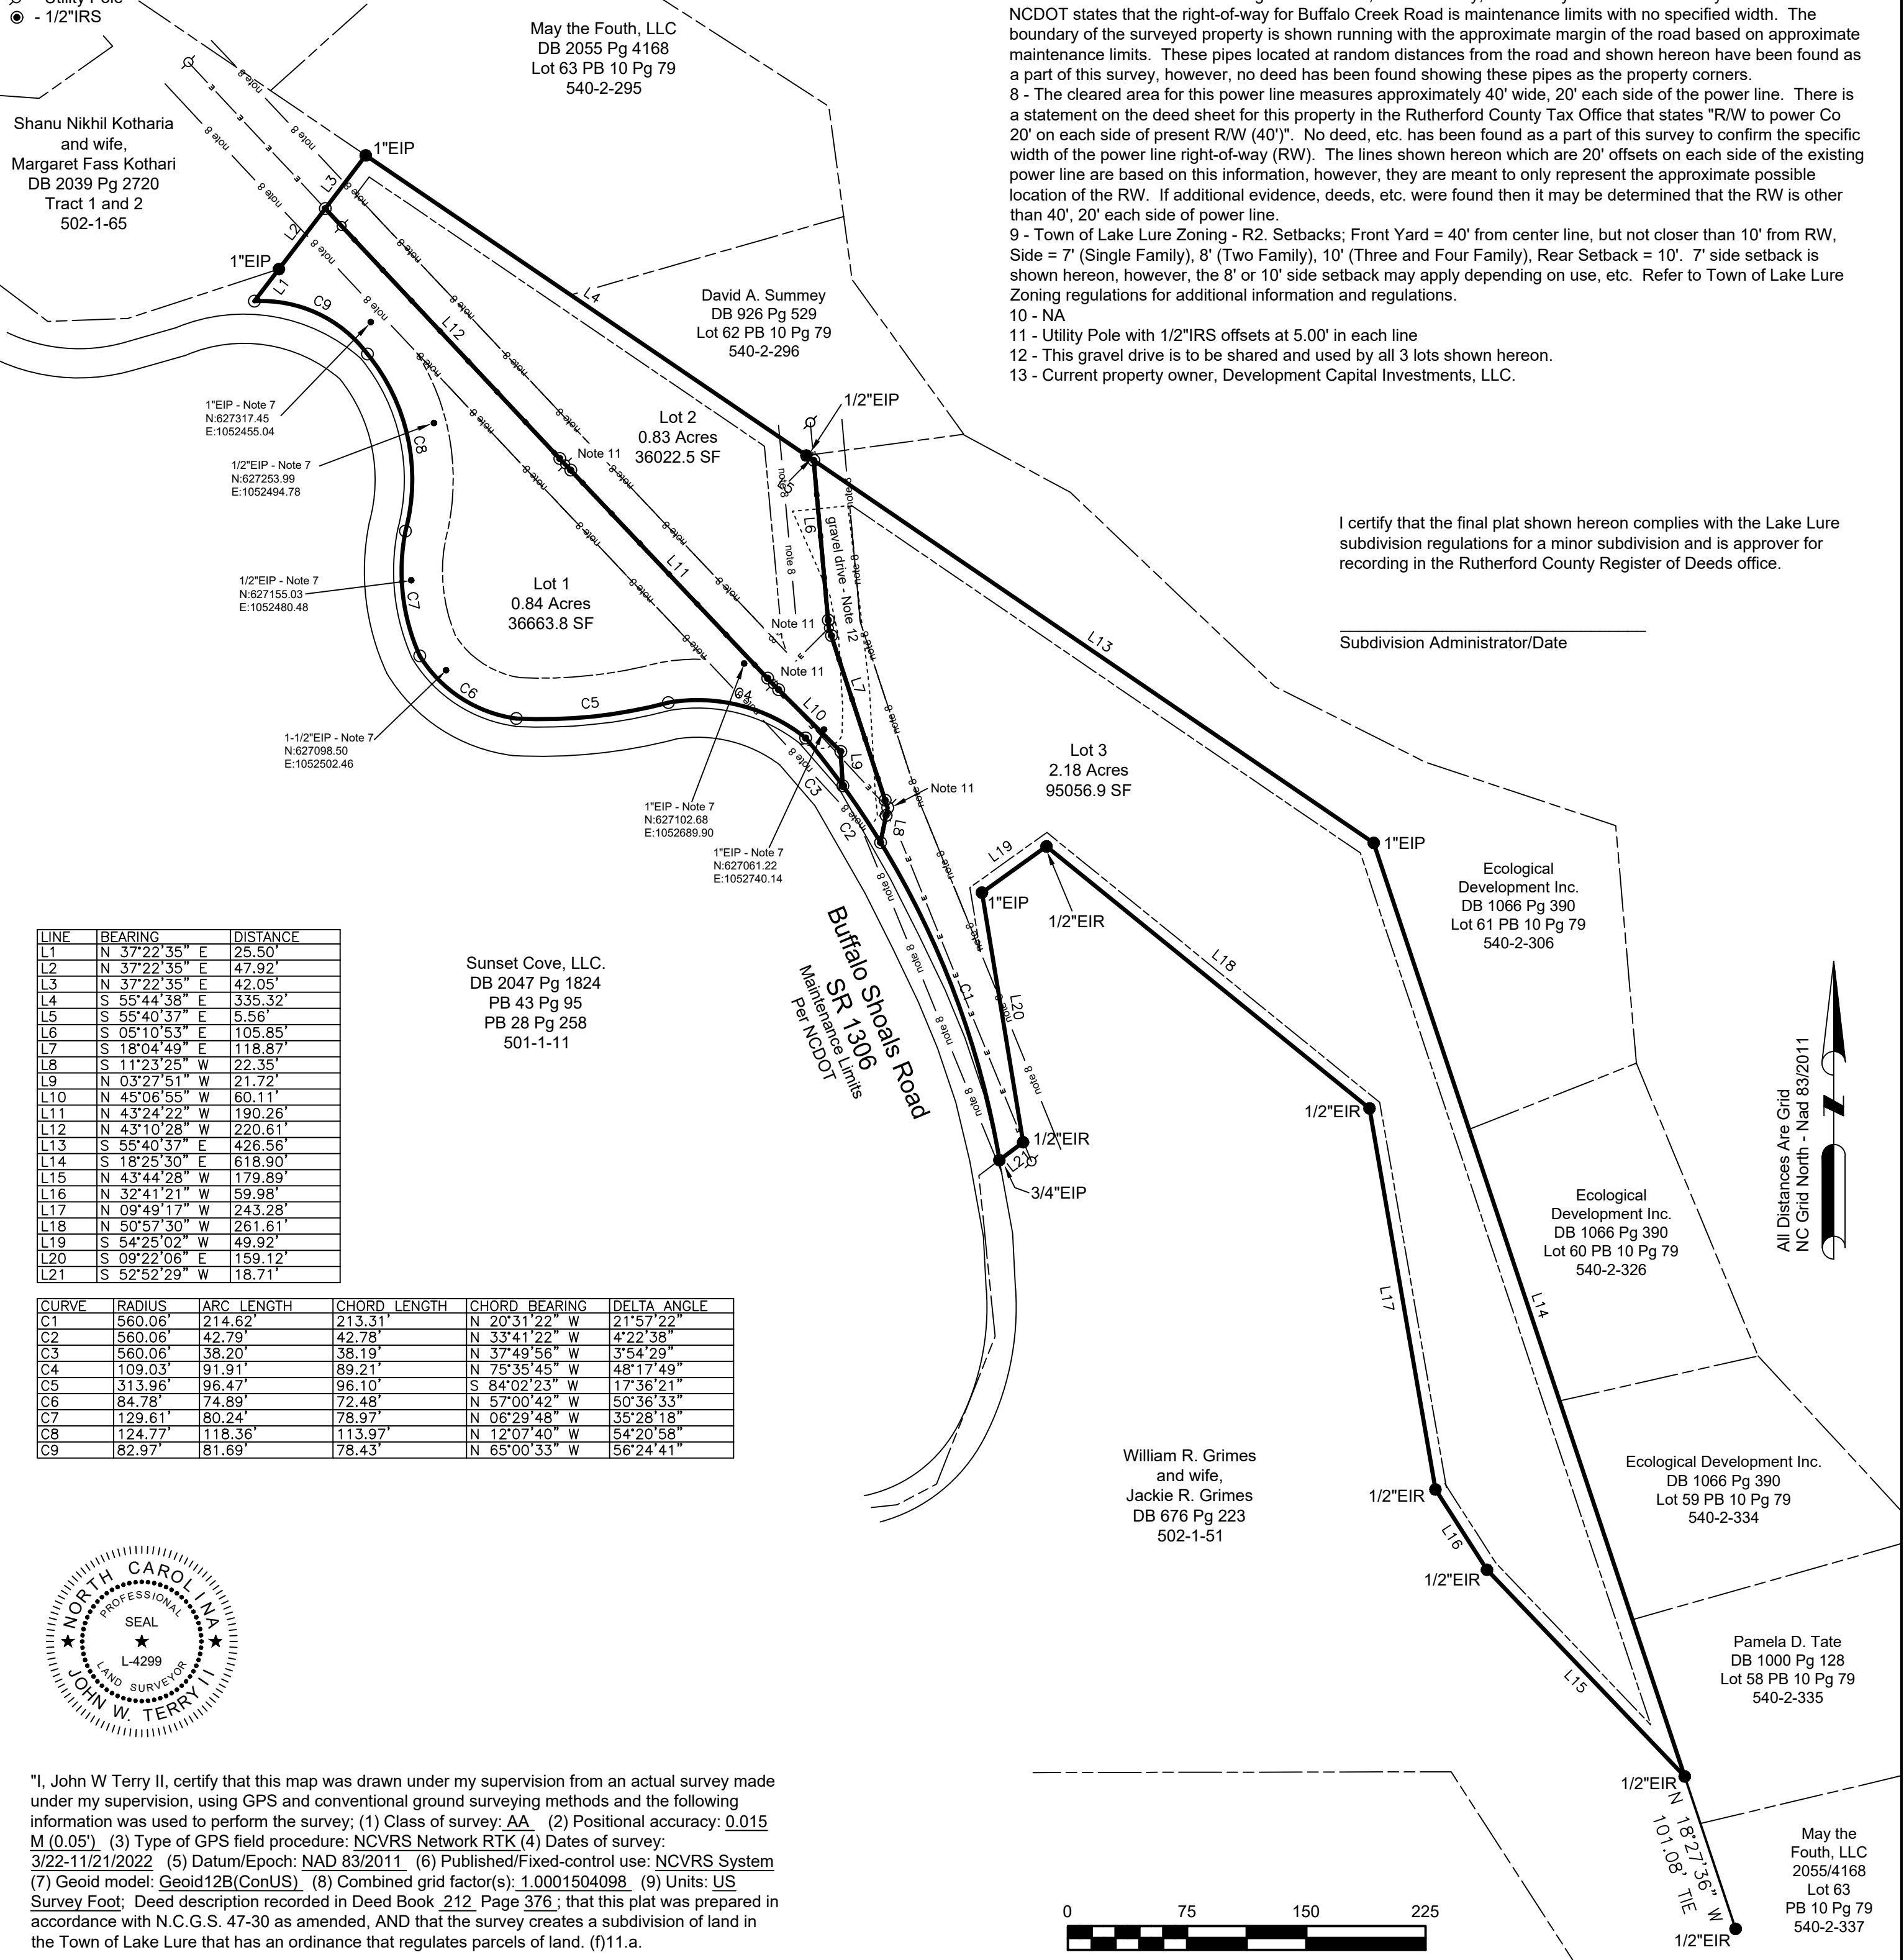 - 1/2"IRS
May the Fouth, LLC
DB 2055 Pg 4168
Lot 63 PB 10 Pg 79
540-2-295
NCDOT states that the right-of-way for Buffalo Creek Road is maintenance limits with no specified width. The
boundary of the surveyed property is shown running with the approximate margin of the road based on approximate
maintenance limits. These pipes located at random distances from the road and shown hereon have been found as
a part of this survey, however, no deed has been found showing these pipes as the property corners.
8 - The cleared area for this power line measures approximately 40' wide, 20' each side of the power line. There is
a statement on the deed sheet for this property in the Rutherford County Tax Office that states "R/W to power Co
20' on each side of present R/W (40')". No deed, etc. has been found as a part of this survey to confirm the specific
width of the power line right-of-way (RW). The lines shown hereon which are 20' offsets on each side of the existing
power line are based on this information, however, they are meant to only represent the approximate possible
location of the RW. If additional evidence, deeds, etc. were found then it may be determined that the RW is other
than 40', 20' each side of power line.
9 - Town of Lake Lure Zoning - R2. Setbacks; Front Yard = 40' from center line, but not closer than 10' from RW,
Side = 7' (Single Family), 8' (Two Family), 10' (Three and Four Family), Rear Setback = 10'. 7' side setback is
shown hereon, however, the 8' or 10' side setback may apply depending on use, etc. Refer to Town of Lake Lure
Zoning regulations for additional information and regulations.
10 - NA
11 - Utility Pole with 1/2"IRS offsets at 5.00' in each line
12 - This gravel drive is to be shared and used by all 3 lots shown hereon.
13 - Current property owner, Development Capital Investments, LLC.
Shanu Nikhil Kotharia
and wife,
Margaret Fass Kothari
DB 2039 Pg 2720
Tract 1 and 2
502-1-65
1"EIP
1"EIP
L1
L2
L3
L4
C9
L12
David A. Summey
DB 926 Pg 529
Lot 62 PB 10 Pg 79
540-2-296
1/2"EIP
1"EIP - Note 7
N:627317.45
E:1052455.04
1/2"EIP - Note 7
N:627253.99
E:1052494.78
C8
Lot 2
0.83 Acres
36022.5 SF
Note 11
L5
L6
gravel drive - Note 12
note 8
I certify that the final plat shown hereon complies with the Lake Lure
subdivision regulations for a minor subdivision and is approver for
recording in the Rutherford County Register of Deeds office.
Subdivision Administrator/Date
1/2"EIP - Note 7
N:627155.03
E:1052480.48
C7
Lot 1
0.84 Acres
36663.8 SF
L11
Note 11
Note 11
L13
L7
C6
C5
C4
L10
L9
1-1/2"EIP - Note 7
N:627098.50
E:1052502.46
1"EIP - Note 7
N:627102.68
E:1052689.90
1"EIP - Note 7
N:627061.22
E:1052740.14
C3
C2
L8
Note 11
Lot 3
2.18 Acres
95056.9 SF
L19
1"EIP
1/2"EIR
1"EIP
Ecological
Development Inc.
DB 1066 Pg 390
Lot 61 PB 10 Pg 79
540-2-306
L18
L20
C1
Buffalo Shoals Road
SR 1306
Maintenance Limits
Per NCDOT
Sunset Cove, LLC.
DB 2047 Pg 1824
PB 43 Pg 95
PB 28 Pg 258
501-1-11
LINE BEARING DISTANCE
L1 N 37°22'35" E 25.50'
L2 N 37°22'35" E 47.92'
L3 N 37°22'35" E 42.05'
L4 S 55°44'38" E 335.32'
L5 S 55°40'37" E 5.56'
L6 S 05°10'53" E 105.85'
L7 S 18°04'49" E 118.87'
L8 S 11°23'25" W 22.35'
L9 N 03°27'51" W 21.72'
L10 N 45°06'55" W 60.11'
L11 N 43°24'22" W 190.26'
L12 N 43°10'28" W 220.61'
L13 S 55°40'37" E 426.56'
L14 S 18°25'30" E 618.90'
L15 N 43°44'28" W 179.89'
L16 N 32°41'21" W 59.98'
L17 N 09°49'17" W 243.28'
L18 N 50°57'30" W 261.61'
L19 S 54°25'02" W 49.92'
L20 S 09°22'06" E 159.12'
L21 S 52°52'29" W 18.71'
CURVE RADIUS ARC LENGTH CHORD LENGTH CHORD BEARING DELTA ANGLE
C1 560.06' 214.62' 213.31' N 20°31'22" W 21°57'22"
C2 560.06' 42.79' 42.78' N 33°41'22" W 4°22'38"
C3 560.06' 38.20' 38.19' N 37°49'56" W 3°54'29"
C4 109.03' 91.91' 89.21' N 75°35'45" W 48°17'49"
C5 313.96' 96.47' 96.10' S 84°02'23" W 17°36'21"
C6 84.78' 74.89' 72.48' N 57°00'42" W 50°36'33"
C7 129.61' 80.24' 78.97' N 06°29'48" W 35°28'18"
C8 124.77' 118.36' 113.97' N 12°07'40" W 54°20'58"
C9 82.97' 81.69' 78.43' N 65°00'33" W 56°24'41"
1/2"EIR
L21
3/4"EIP
1/2"EIR
All Distances Are Grid
NC Grid North - Nad 83/2011
Ecological
Development Inc.
DB 1066 Pg 390
Lot 60 PB 10 Pg 79
540-2-326
L17
L14
William R. Grimes
and wife,
Jackie R. Grimes
DB 676 Pg 223
502-1-51
1/2"EIR
L16
1/2"EIR
Ecological Development Inc.
DB 1066 Pg 390
Lot 59 PB 10 Pg 79
540-2-334
L15
Pamela D. Tate
DB 1000 Pg 128
Lot 58 PB 10 Pg 79
540-2-335
1/2"EIR
N 18°27'36" W
101.08' TIE
May the
Fouth, LLC
2055/4168
Lot 63
PB 10 Pg 79
540-2-337
1/2"EIR
NORTH CAROLINA
PROFESSIONAL
SEAL
L-4299
LAND SURVEYOR
JOHN W. TERRY II
"I, John W Terry II, certify that this map was drawn under my supervision from an actual survey made
under my supervision, using GPS and conventional ground surveying methods and the following
information was used to perform the survey; (1) Class of survey: AA (2) Positional accuracy: 0.015
M (0.05') (3) Type of GPS field procedure: NCVRS Network RTK (4) Dates of survey:
3/22-11/21/2022 (5) Datum/Epoch: NAD 83/2011 (6) Published/Fixed-control use: NCVRS System
(7) Geoid model: Geoid12B(ConUS) (8) Combined grid factor(s): 1.0001504098 (9) Units: US
Survey Foot; Deed description recorded in Deed Book 212 Page 376 ; that this plat was prepared in
accordance with N.C.G.S. 47-30 as amended, AND that the survey creates a subdivision of land in
the Town of Lake Lure that has an ordinance that regulates parcels of land. (f)11.a.
0 75 150 225